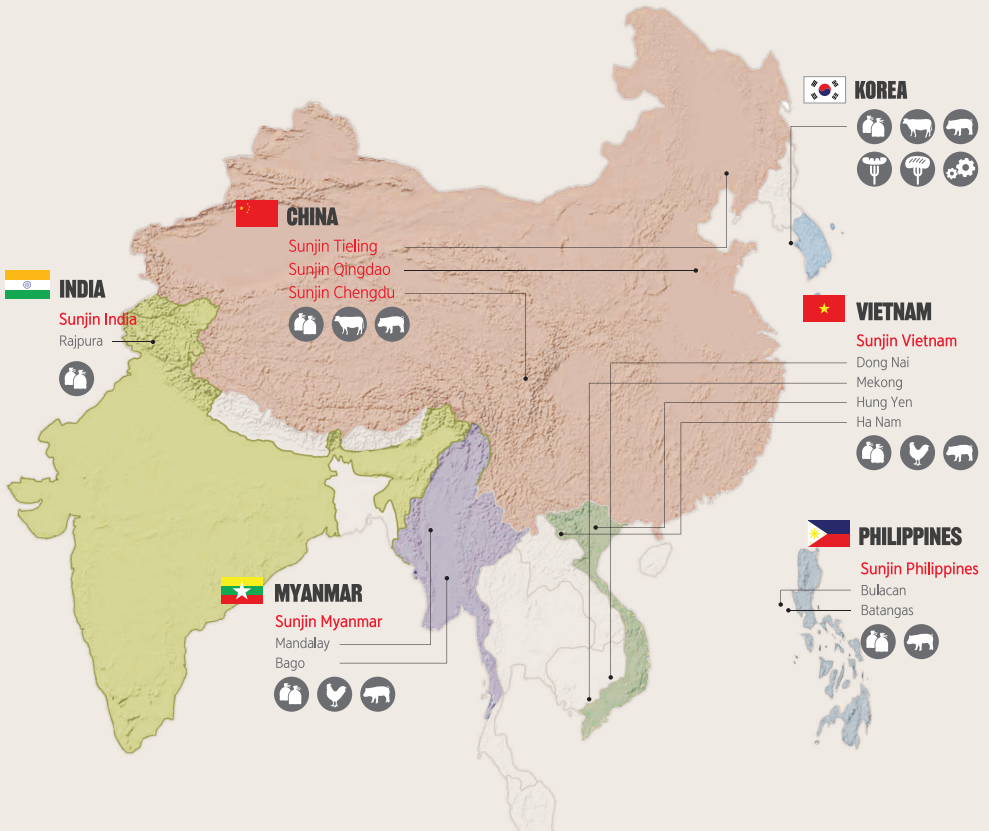 KOREA
CHINA
Sunjin Tieling
Sunjin Qingdao
Sunjin Chengdu
INDIA
Sunjin India
Rajpura
VIETNAM
Sunjin Vietnam
Dong Nai
Mekong
Hung Yen
Ha Nam
PHILIPPINES
Sunjin Philippines
Bulacan
Batangas
MYANMAR
Sunjin Myanmar
Mandalay
Bago